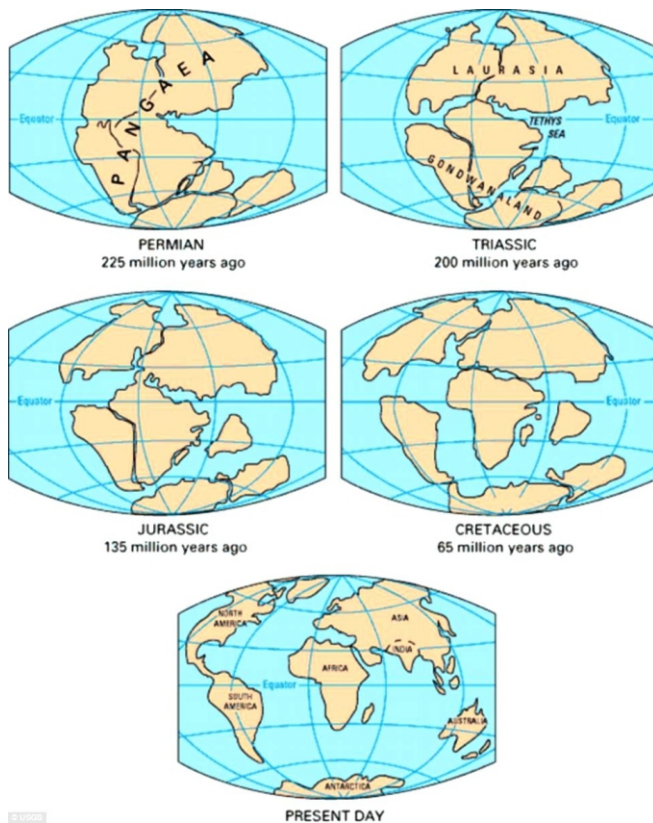 PANGAEA
Equator
PERMIAN
225 million years ago
LAURASIA
TETHYS
SEA
Equator
GONDWANALAND
TRIASSIC
200 million years ago
Equator
JURASSIC
135 million years ago
Equator
CRETACEOUS
65 million years ago
NORTH
AMERICA
ASIA
INDIA
AFRICA
Equator
SOUTH
AMERICA
AUSTRALIA
ANTARCTICA
PRESENT DAY
© USGS